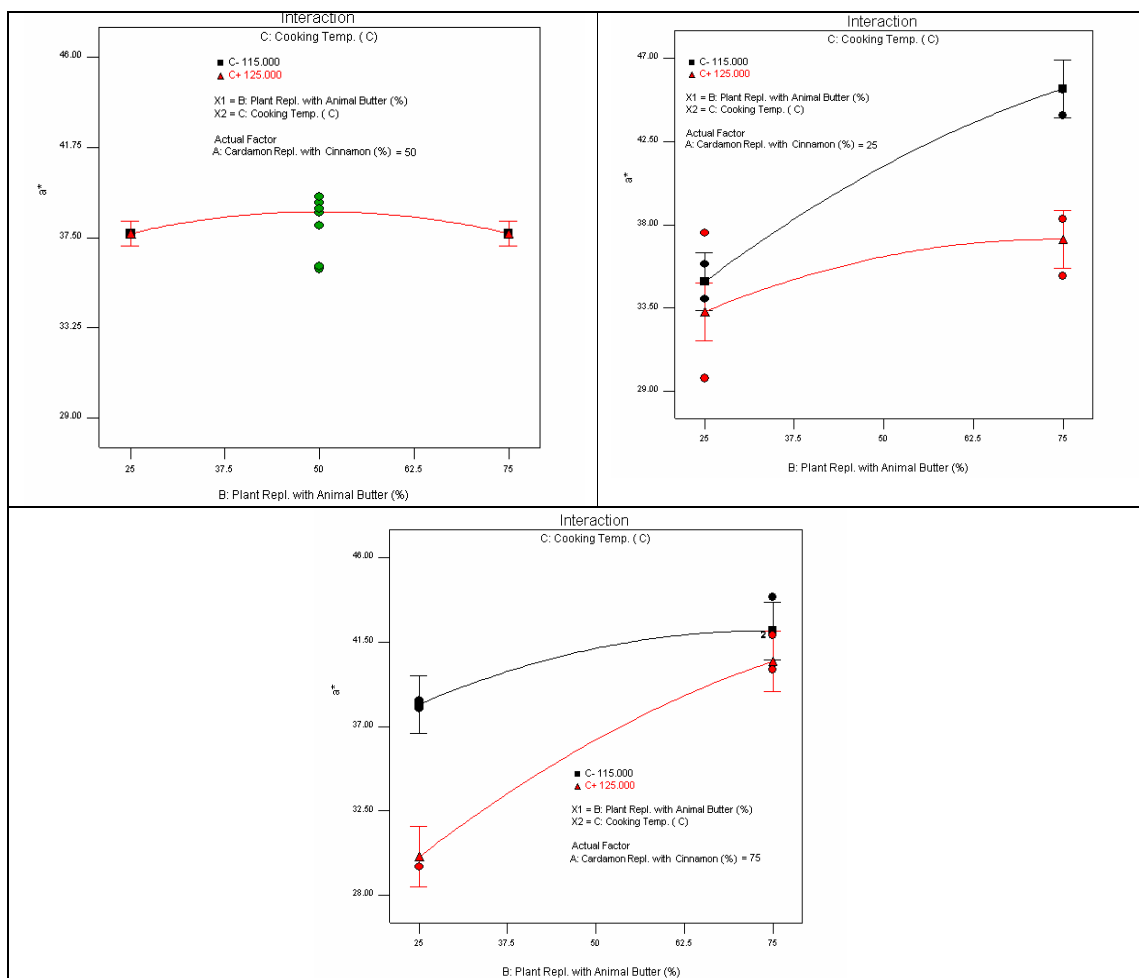 Interaction
C: Cooking Temp. ( C)
46.00
41.75
37.50
33.25
29.00
a*
C- 115.000
C+ 125.000
X1 = B: Plant Repl. with Animal Butter (%)
X2 = C: Cooking Temp. ( C)
Actual Factor
A: Cardamon Repl. with Cinnamon (%) = 50
25 37.5 50 62.5 75
B: Plant Repl. with Animal Butter (%)
Interaction
C: Cooking Temp. ( C)
47.00
42.50
38.00
33.50
29.00
a*
C- 115.000
C+ 125.000
X1 = B: Plant Repl. with Animal Butter (%)
X2 = C: Cooking Temp. ( C)
Actual Factor
A: Cardamon Repl. with Cinnamon (%) = 25
25 37.5 50 62.5 75
B: Plant Repl. with Animal Butter (%)
Interaction
C: Cooking Temp. ( C)
46.00
41.50
37.00
32.50
28.00
a*
2
C- 115.000
C+ 125.000
X1 = B: Plant Repl. with Animal Butter (%)
X2 = C: Cooking Temp. ( C)
Actual Factor
A: Cardamon Repl. with Cinnamon (%) = 75
25 37.5 50 62.5 75
B: Plant Repl. with Animal Butter (%)